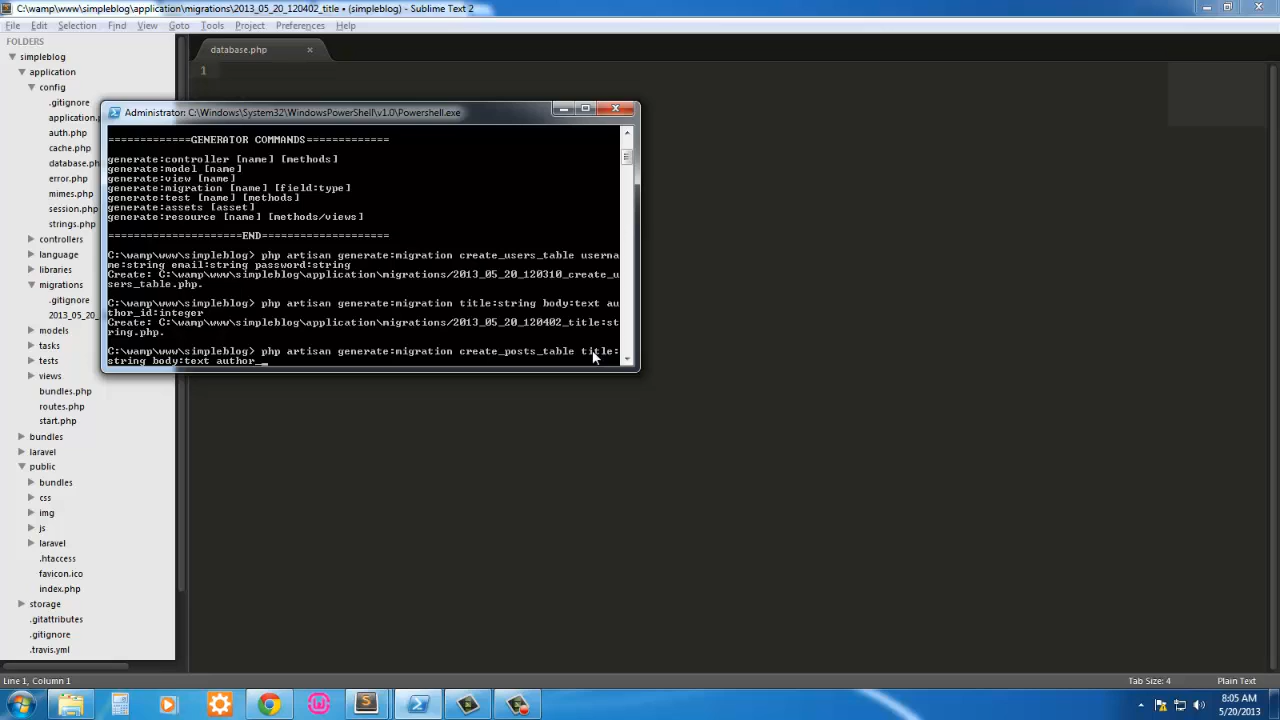 C:\wamp\www\simpleblog\application\migrations\2013_05_20_120402_title • (simpleblog) - Sublime Text 2
File Edit Selection Find View Goto Tools Project Preferences Help
FOLDERS
simpleblog
application
config
.gitignore
application.
auth.php
cache.php
database.php
error.php
mimes.php
session.php
strings.php
controllers
language
libraries
migrations
.gitignore
2013_05_20_
models
tasks
tests
views
bundles.php
routes.php
start.php
bundles
laravel
public
bundles
css
img
js
laravel
.htaccess
favicon.ico
index.php
storage
.gitattributes
.gitignore
.travis.yml
database.php ×
1
Administrator: C:\Windows\System32\WindowsPowerShell\v1.0\Powershell.exe
=============GENERATOR COMMANDS=============
generate:controller [name] [methods]
generate:model [name]
generate:view [name]
generate:migration [name] [field:type]
generate:test [name] [methods]
generate:assets [asset]
generate:resource [name] [methods/views]
=====================END====================
C:\wamp\www\simpleblog> php artisan generate:migration create_users_table userna
me:string email:string password:string
Create: C:\wamp\www\simpleblog\application\migrations/2013_05_20_120310_create_u
sers_table.php.
C:\wamp\www\simpleblog> php artisan generate:migration title:string body:text au
thor_id:integer
Create: C:\wamp\www\simpleblog\application\migrations/2013_05_20_120402_title:st
ring.php.
C:\wamp\www\simpleblog> php artisan generate:migration create_posts_table title:
string body:text author_
Line 1, Column 1
Tab Size: 4
Plain Text
8:05 AM
5/20/2013